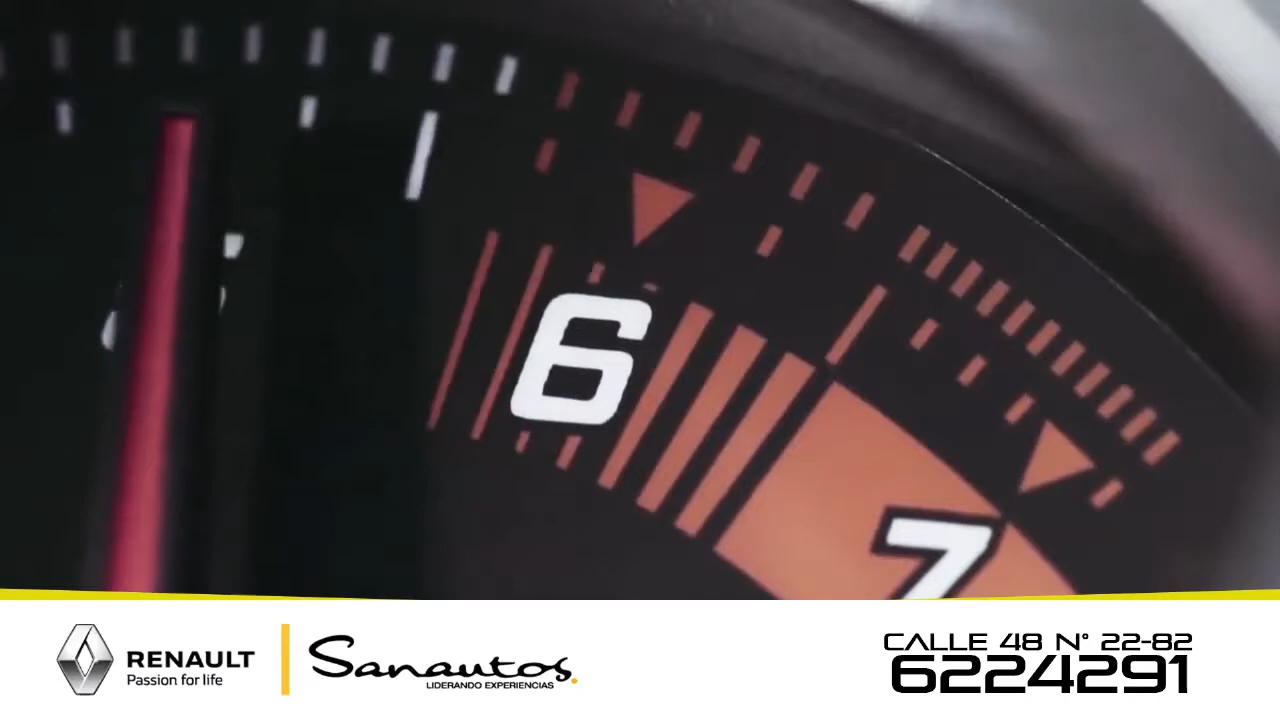 6
7
RENAULT
Passion for life
Sanautos
LIDERANDO EXPERIENCIAS
CALLE 48 N° 22-82
6224291